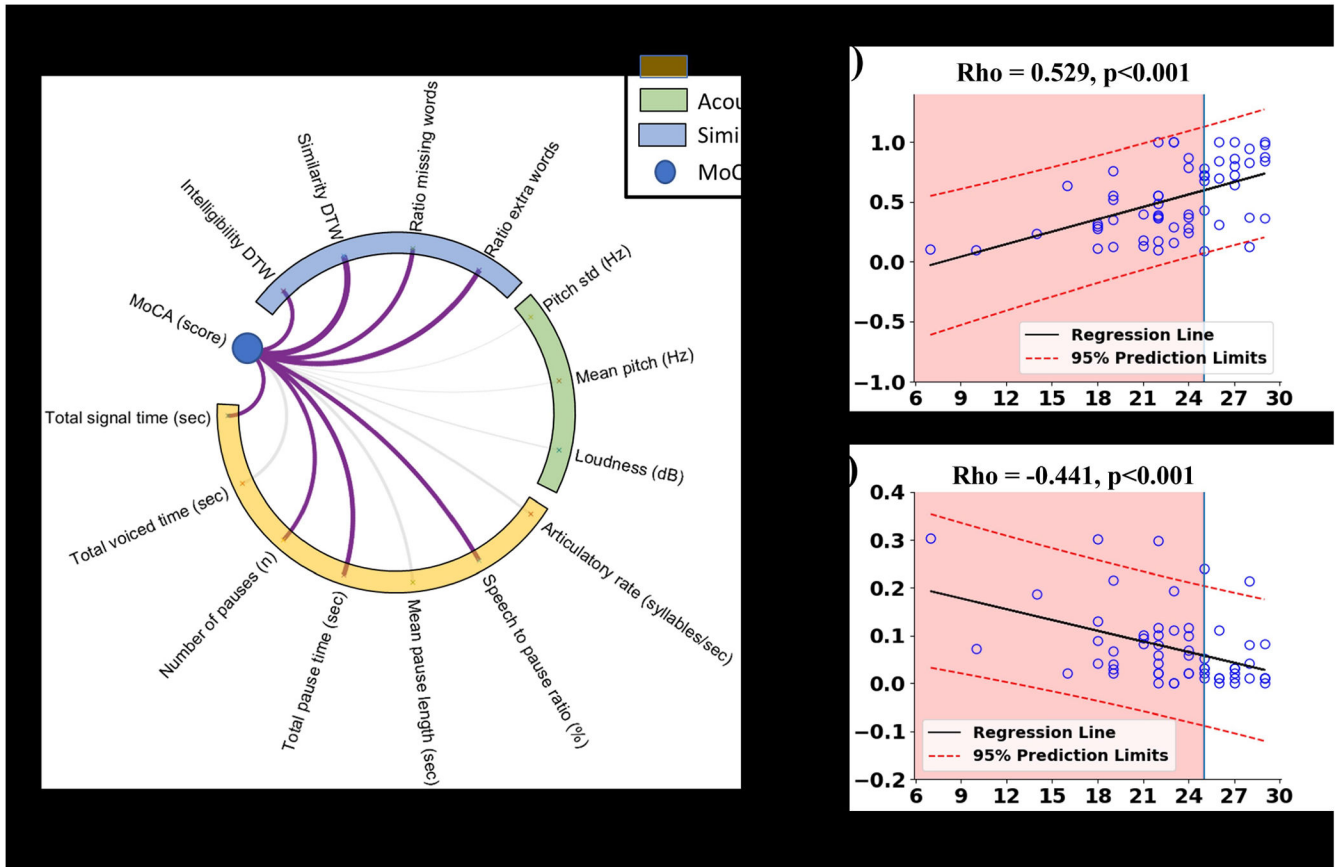 Acou
Simi
MoC
Similarity DTW
Ratio missing words
Ratio extra words
Intelligibility DTW
Pitch std (Hz)
MoCA (score)
Mean pitch (Hz)
Total signal time (sec)
Loudness (dB)
Total voiced time (sec)
Articulatory rate (syllables/sec)
Number of pauses (n)
Speech to pause ratio (%)
Total pause time (sec)
Mean pause length (sec)
)
Rho = 0.529, p<0.001
1.0
0.5
0.0
−0.5
−1.0
Regression Line
95% Prediction Limits
6 9 12 15 18 21 24 27 30
)
Rho = -0.441, p<0.001
0.4
0.3
0.2
0.1
0.0
−0.1
−0.2
Regression Line
95% Prediction Limits
6 9 12 15 18 21 24 27 30